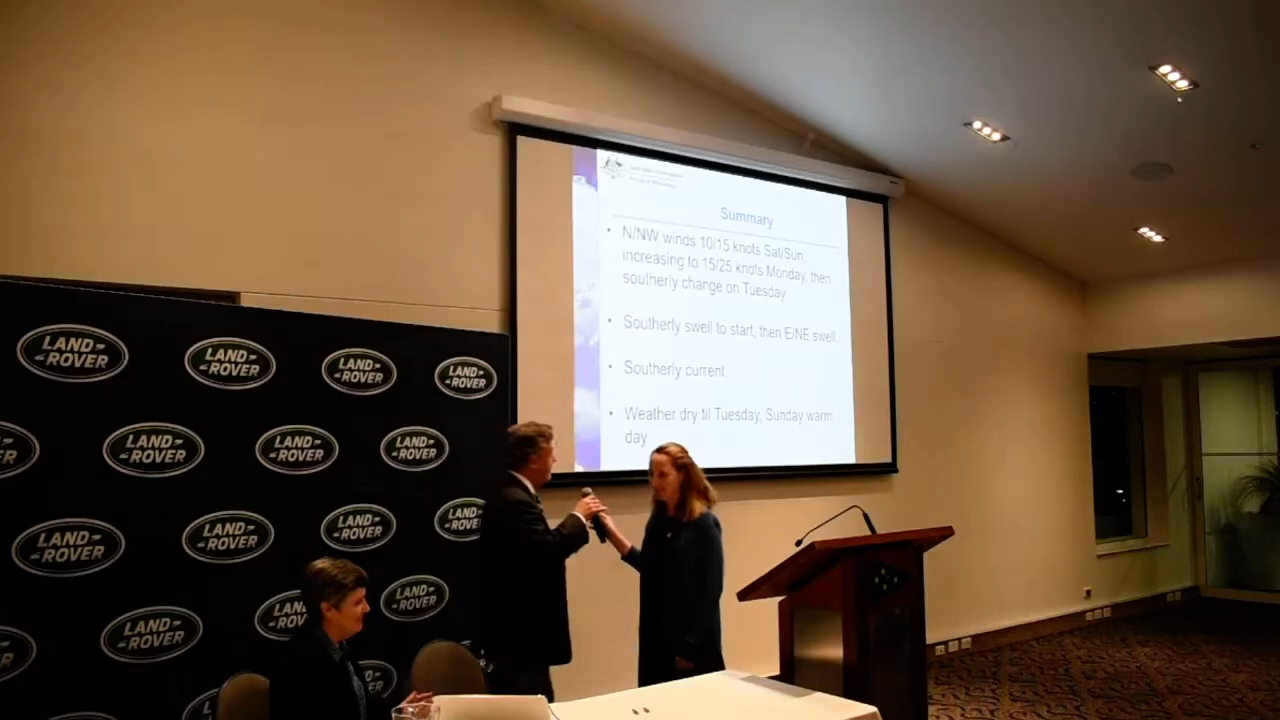 Summary
• N/NW winds 10/15 knots Sat/Sun,
increasing to 15/25 knots Monday, then
southerly change on Tuesday
• Southerly swell to start, then E/NE swell
• Southerly current
• Weather dry til Tuesday, Sunday warm
day
LAND ROVER
LAND ROVER
LAND ROVER
LAND ROVER
LAND ROVER
LAND ROVER
LAND ROVER
LAND ROVER
LAND ROVER
LAND ROVER
LAND ROVER
LAND ROVER
LAND
LAND ROVER